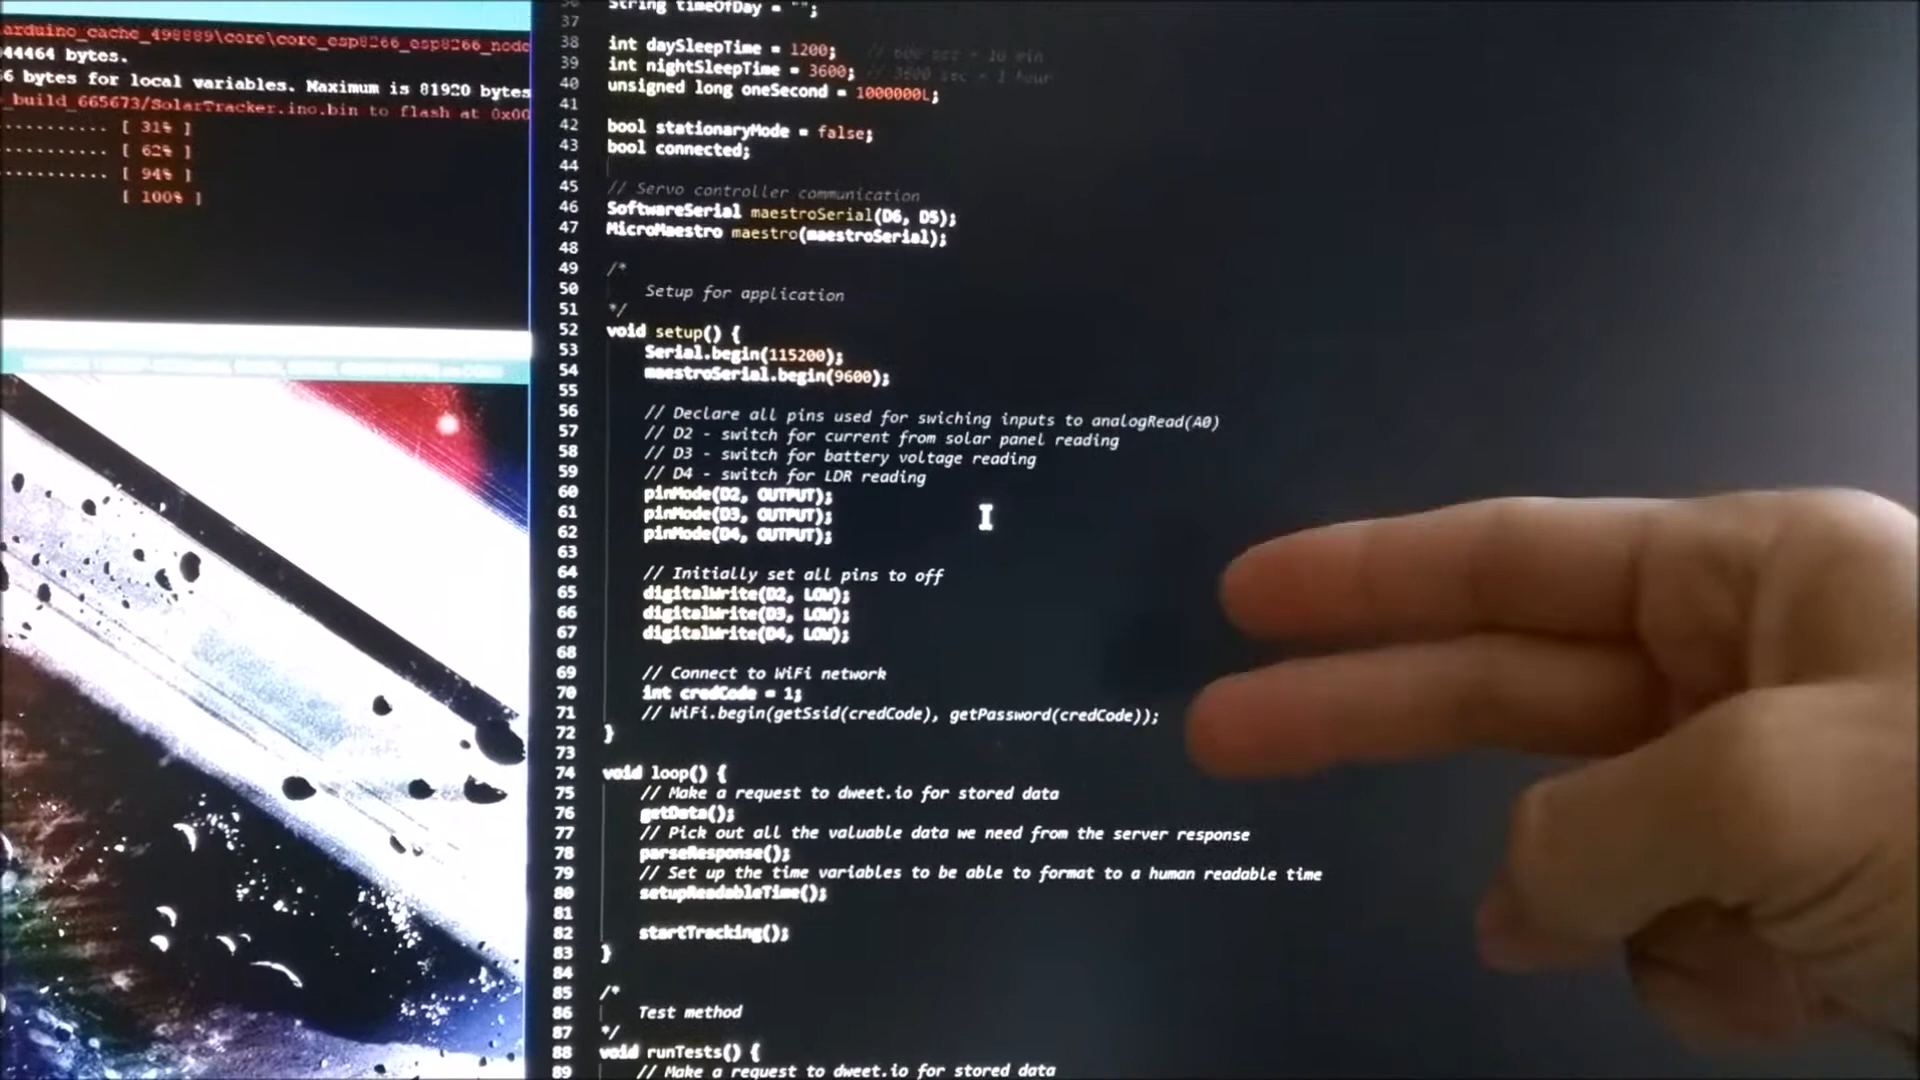 arduino_cache_498889\core\core_esp8266_esp8266_node
44464 bytes.
6 bytes for local variables. Maximum is 81920 bytes
_build_665673/SolarTracker.ino.bin to flash at 0x00
.......... [ 31% ]
.......... [ 62% ]
.......... [ 94% ]
[ 100% ]
36 String timeOfDay = "";
37
38 int daySleepTime = 1200; // 600 sec = 10 min
39 int nightSleepTime = 3600; // 3600 sec = 1 hour
40 unsigned long oneSecond = 1000000L;
41
42 bool stationaryMode = false;
43 bool connected;
44
45 // Servo controller communication
46 SoftwareSerial maestroSerial(D6, D5);
47 MicroMaestro maestro(maestroSerial);
48
49 /*
50 Setup for application
51 */
52 void setup() {
53 Serial.begin(115200);
54 maestroSerial.begin(9600);
55
56 // Declare all pins used for swiching inputs to analogRead(A0)
57 // D2 - switch for current from solar panel reading
58 // D3 - switch for battery voltage reading
59 // D4 - switch for LDR reading
60 pinMode(D2, OUTPUT);
61 pinMode(D3, OUTPUT);
62 pinMode(D4, OUTPUT);
63
64 // Initially set all pins to off
65 digitalWrite(D2, LOW);
66 digitalWrite(D3, LOW);
67 digitalWrite(D4, LOW);
68
69 // Connect to WiFi network
70 int credCode = 1;
71 // WiFi.begin(getSsid(credCode), getPassword(credCode));
72 }
73
74 void loop() {
75 // Make a request to dweet.io for stored data
76 getData();
77 // Pick out all the valuable data we need from the server response
78 parseResponse();
79 // Set up the time variables to be able to format to a human readable time
80 setupReadableTime();
81
82 startTracking();
83 }
84
85 /*
86 Test method
87 */
88 void runTests() {
89 // Make a request to dweet.io for stored data